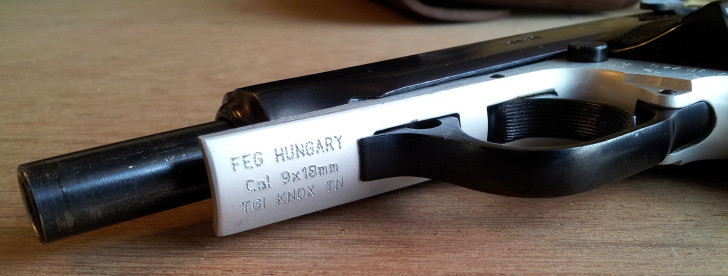 FEG HUNGARY
Cal 9x18mm
TGI KNOX TN